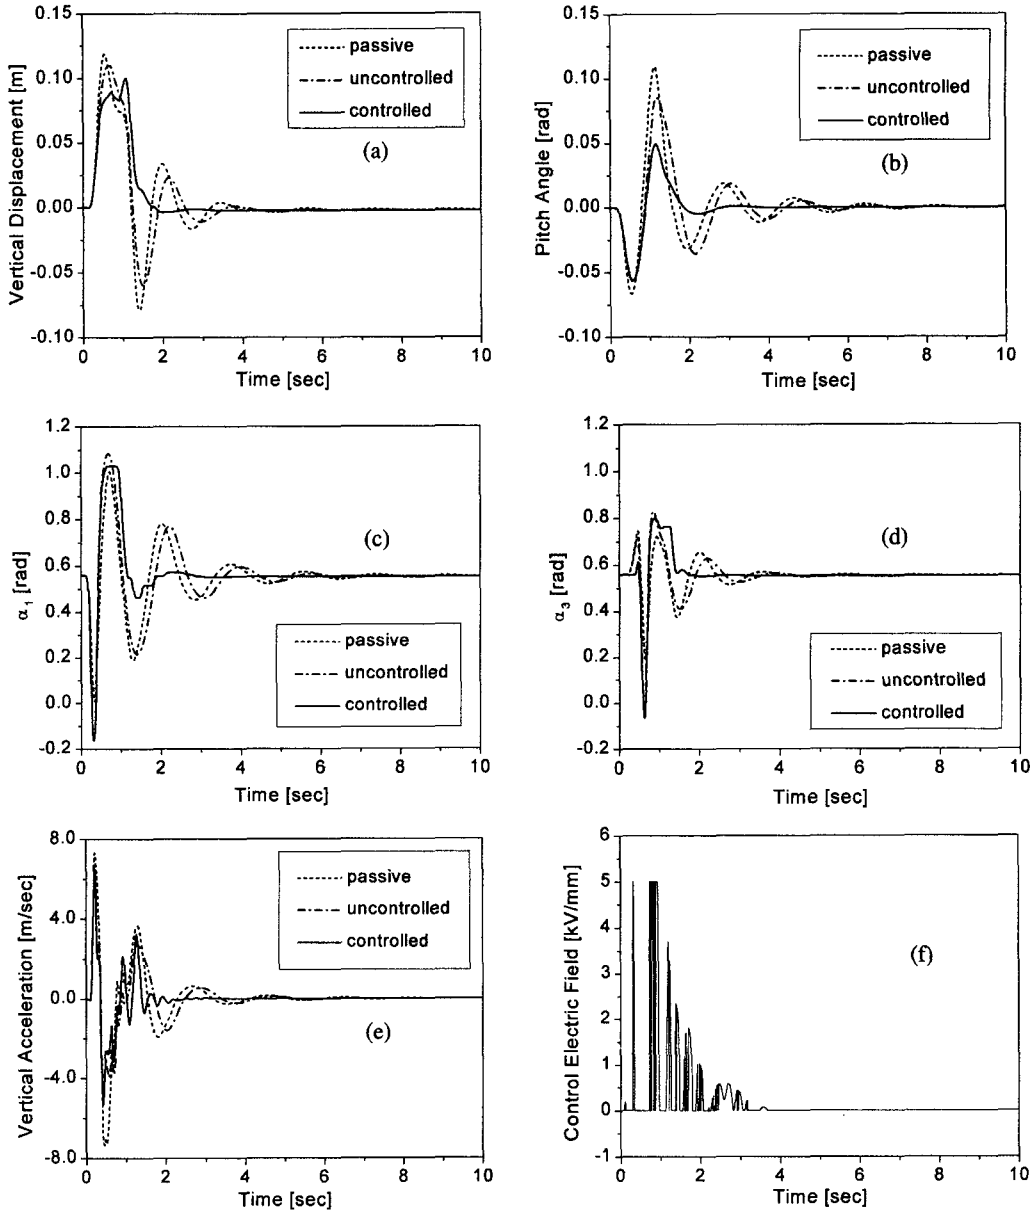 0.15
0.10
0.05
0.00
-0.05
-0.10
Vertical Displacement [m]
passive
uncontrolled
controlled
(a)
0 2 4 6 8 10
Time [sec]
0.15
0.10
0.05
0.00
-0.05
-0.10
Pitch Angle [rad]
passive
uncontrolled
controlled
(b)
0 2 4 6 8 10
Time [sec]
1.2
1.0
0.8
0.6
0.4
0.2
0.0
-0.2
α₁ [rad]
(c)
passive
uncontrolled
controlled
0 2 4 6 8 10
Time [sec]
1.2
1.0
0.8
0.6
0.4
0.2
0.0
-0.2
α₃ [rad]
(d)
passive
uncontrolled
controlled
0 2 4 6 8 10
Time [sec]
8.0
4.0
0.0
-4.0
-8.0
Vertical Acceleration [m/sec]
passive
uncontrolled
controlled
(e)
0 2 4 6 8 10
Time [sec]
6
5
4
3
2
1
0
-1
Control Electric Field [kV/mm]
(f)
0 2 4 6 8 10
Time [sec]